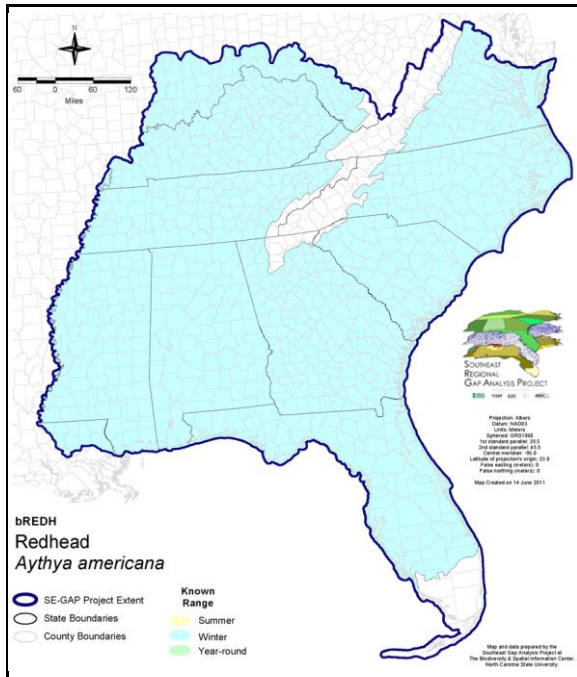 N
60 0 60 120
Miles
SOUTHEAST
REGIONAL
GAP ANALYSIS PROJECT
Projection: Albers
Datum: NAD83
Units: Meters
Spheroid: GRS1980
1st standard parallel: 29.5
2nd standard parallel: 45.5
Central meridian: -96.0
Latitude of projection's origin: 23.0
False easting (meters): 0
False northing (meters): 0
Map Created on 14 June 2011
bREDH
Redhead
Aythya americana
SE-GAP Project Extent
State Boundaries
County Boundaries
Known
Range
Summer
Winter
Year-round
Map and data prepared by the
Southeast Gap Analysis Project at
The Biodiversity & Spatial Information Center,
North Carolina State University.